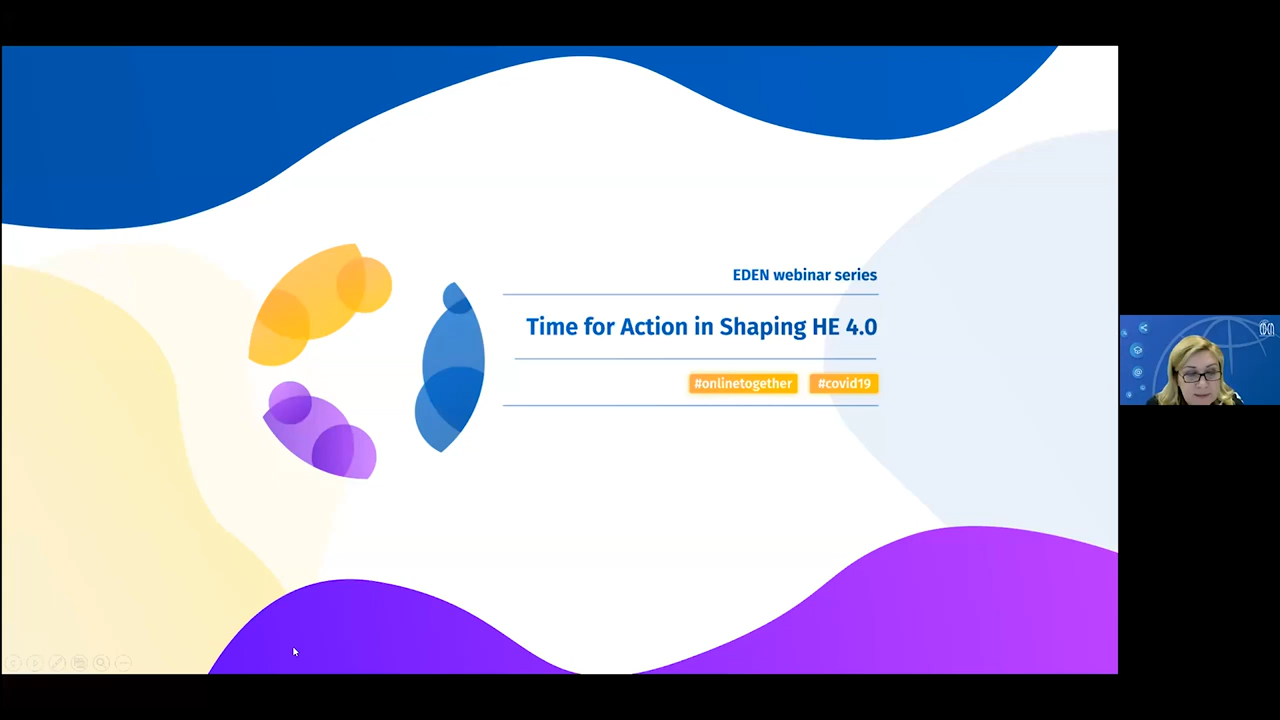 EDEN webinar series
Time for Action in Shaping HE 4.0
#onlinetogether #covid19